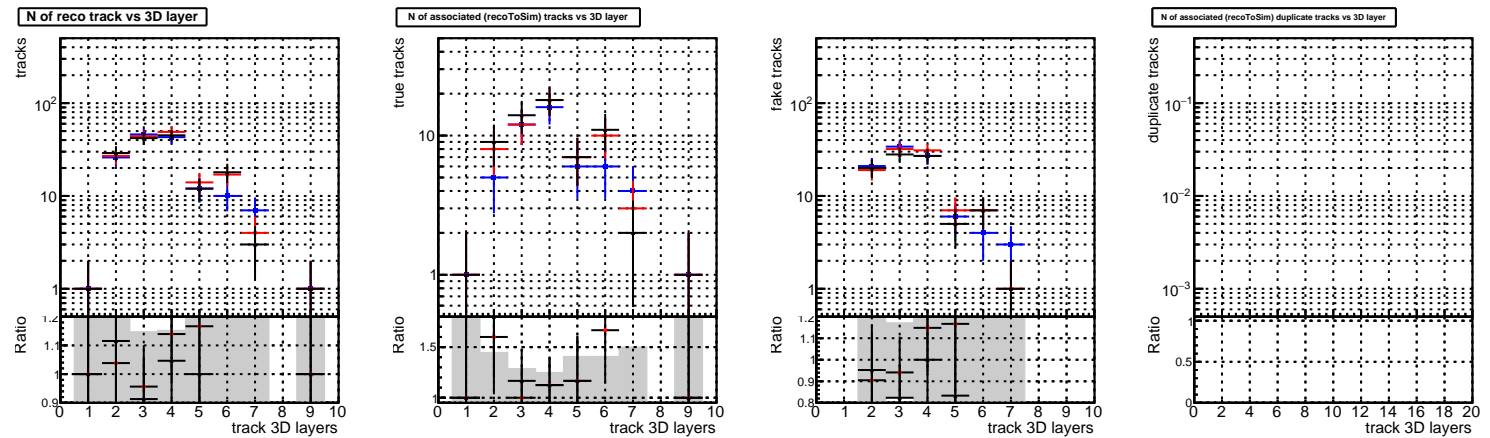 N of reco track vs 3D layer
tracks
10²
10
1
Ratio
1.2
1.1
1
0.9
0 1 2 3 4 5 6 7 8 9 10
track 3D layers
N of associated (recoToSim) tracks vs 3D layer
true tracks
10
1
Ratio
1.5
1
0 1 2 3 4 5 6 7 8 9 10
track 3D layers
fake tracks
10²
10
1
Ratio
1.2
1.1
1
0.9
0.8
0 1 2 3 4 5 6 7 8 9 10
track 3D layers
N of associated (recoToSim) duplicate tracks vs 3D layer
duplicate tracks
10⁻¹
10⁻²
10⁻³
Ratio
1
0.5
0
0 2 4 6 8 10 12 14 16 18 20
track 3D layers